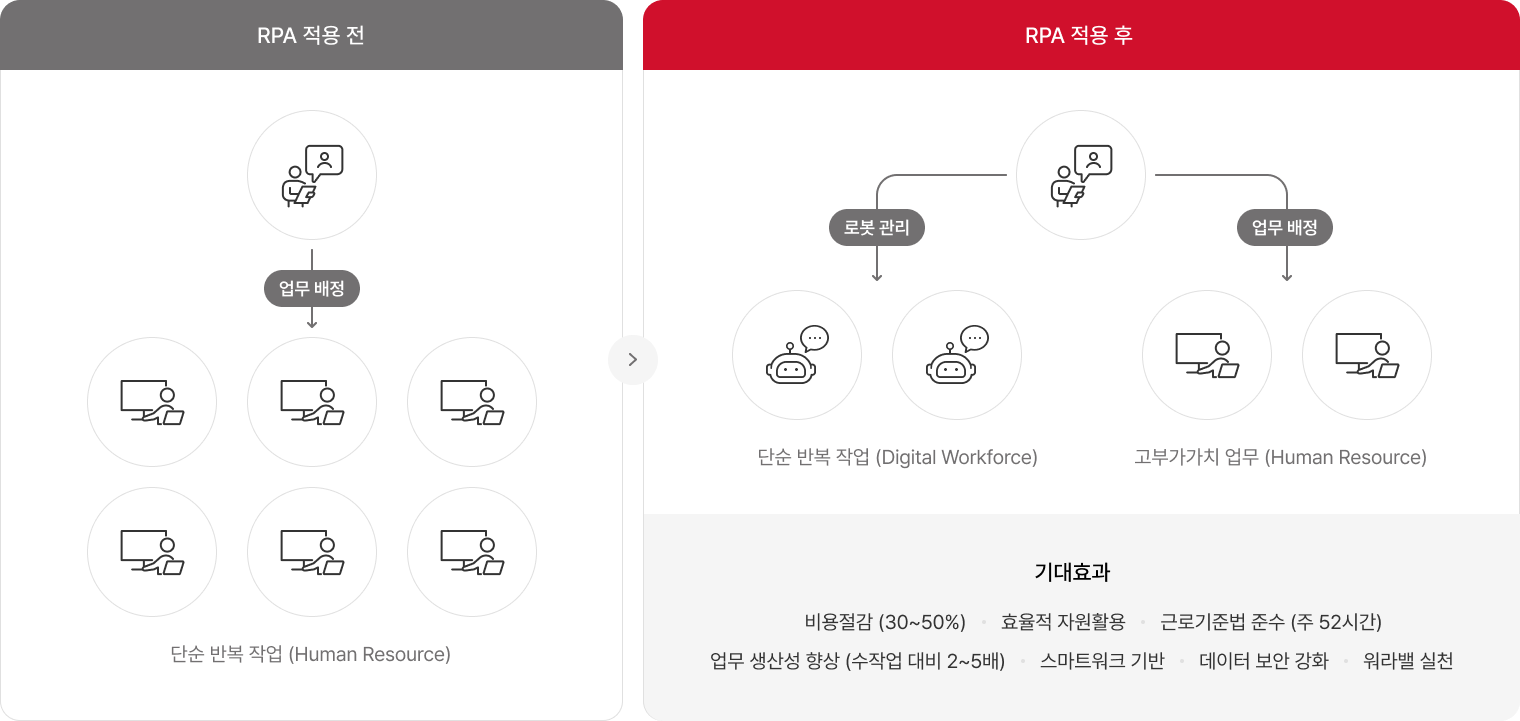 RPA 적용 전
업무 배정
단순 반복 작업 (Human Resource)
RPA 적용 후
로봇 관리
업무 배정
단순 반복 작업 (Digital Workforce)
고부가가치 업무 (Human Resource)
기대효과
비용절감 (30~50%) • 효율적 자원활용 • 근로기준법 준수 (주 52시간)
업무 생산성 향상 (수작업 대비 2~5배) • 스마트워크 기반 • 데이터 보안 강화 • 워라밸 실천